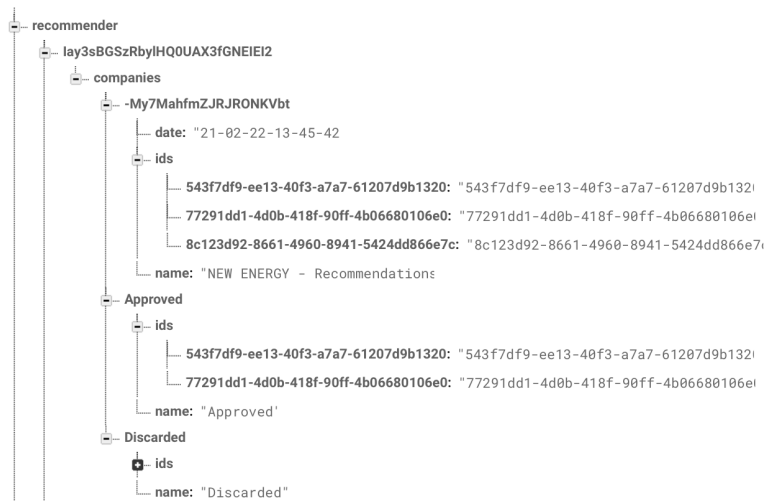 recommender
Iay3sBGSzRbylHQ0UAX3fGNEIEI2
companies
-My7MahfmZJRJRONKVbt
date: "21-02-22-13-45-42
ids
543f7df9-ee13-40f3-a7a7-61207d9b1320: "543f7df9-ee13-40f3-a7a7-61207d9b132
77291dd1-4d0b-418f-90ff-4b06680106e0: "77291dd1-4d0b-418f-90ff-4b06680106e
8c123d92-8661-4960-8941-5424dd866e7c: "8c123d92-8661-4960-8941-5424dd866e7
name: "NEW ENERGY - Recommendations
Approved
ids
543f7df9-ee13-40f3-a7a7-61207d9b1320: "543f7df9-ee13-40f3-a7a7-61207d9b132
77291dd1-4d0b-418f-90ff-4b06680106e0: "77291dd1-4d0b-418f-90ff-4b06680106e
name: "Approved'
Discarded
ids
name: "Discarded"